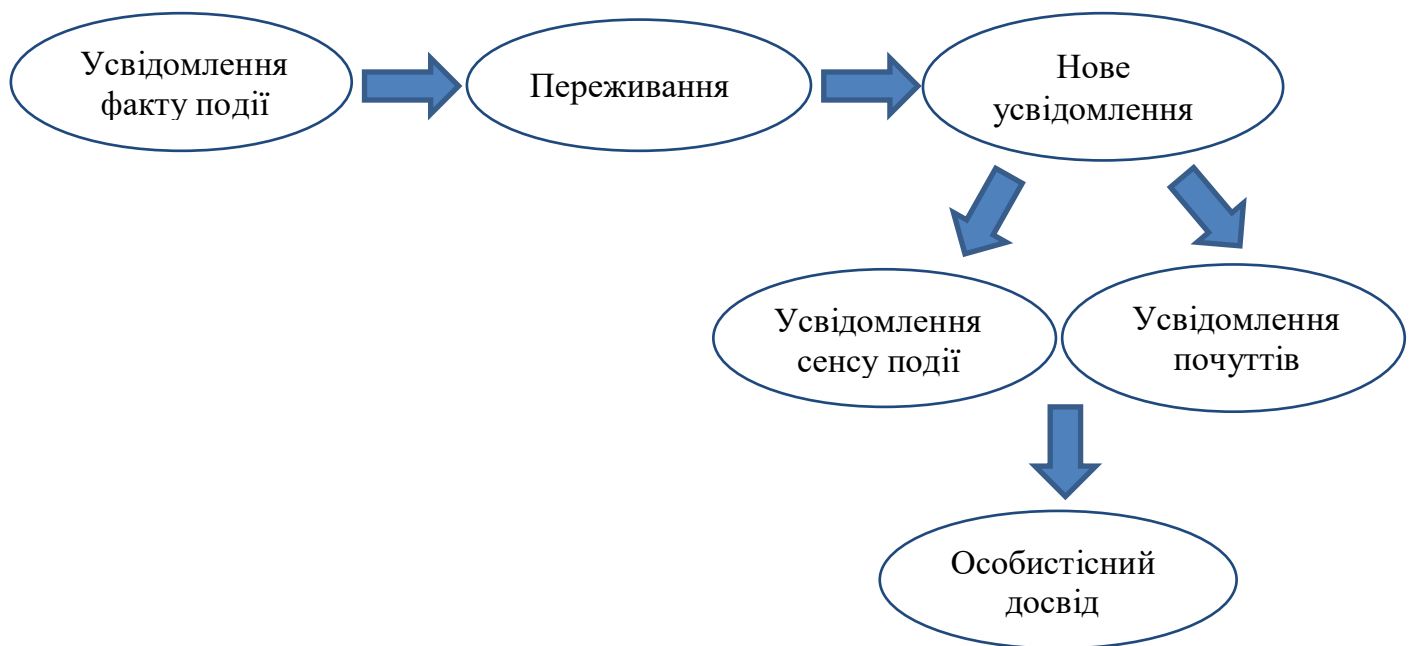 Усвідомлення
факту події
Переживання
Нове
усвідомлення
Усвідомлення
сенсу події
Усвідомлення
почуттів
Особистісний
досвід